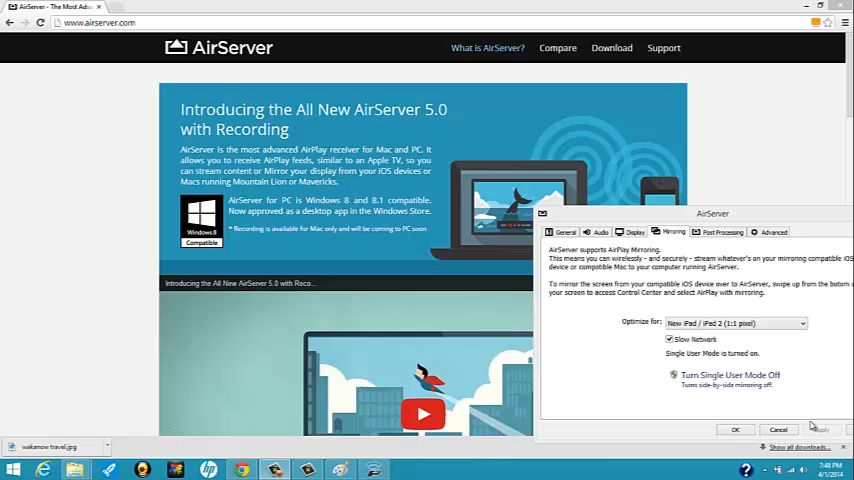 AirServer - The Most Adva
www.airserver.com
AirServer
What is AirServer?
Compare
Download
Support
Introducing the All New AirServer 5.0
with Recording
AirServer is the most advanced AirPlay receiver for Mac and PC. It
allows you to receive AirPlay feeds, similar to an Apple TV, so you
can stream content or Mirror your display from your iOS devices or
Macs running Mountain Lion or Mavericks.
AirServer for PC is Windows 8 and 8.1 compatible.
Now approved as a desktop app in the Windows Store.
* Recording is available for Mac only and will be coming to PC soon
Windows 8
Compatible
Introducing the All New AirServer 5.0 with Reco...
AirServer
General
Audio
Display
Mirroring
Post Processing
Advanced
AirServer supports AirPlay Mirroring.
This means you can wirelessly - and securely - stream whatever's on your mirroring compatible iOS
device or compatible Mac to your computer running AirServer.
To mirror the screen from your compatible iOS device over to AirServer, swipe up from the bottom o
your screen to access Control Center and select AirPlay with mirroring.
Optimize for:
New iPad / iPad 2 (1:1 pixel)
Slow Network
Single User Mode is turned on.
Turn Single User Mode Off
Turns side-by-side mirroring off.
OK
Cancel
Apply
wakanow travel.jpg
Show all downloads...
hp
7:48 PM
4/1/2014